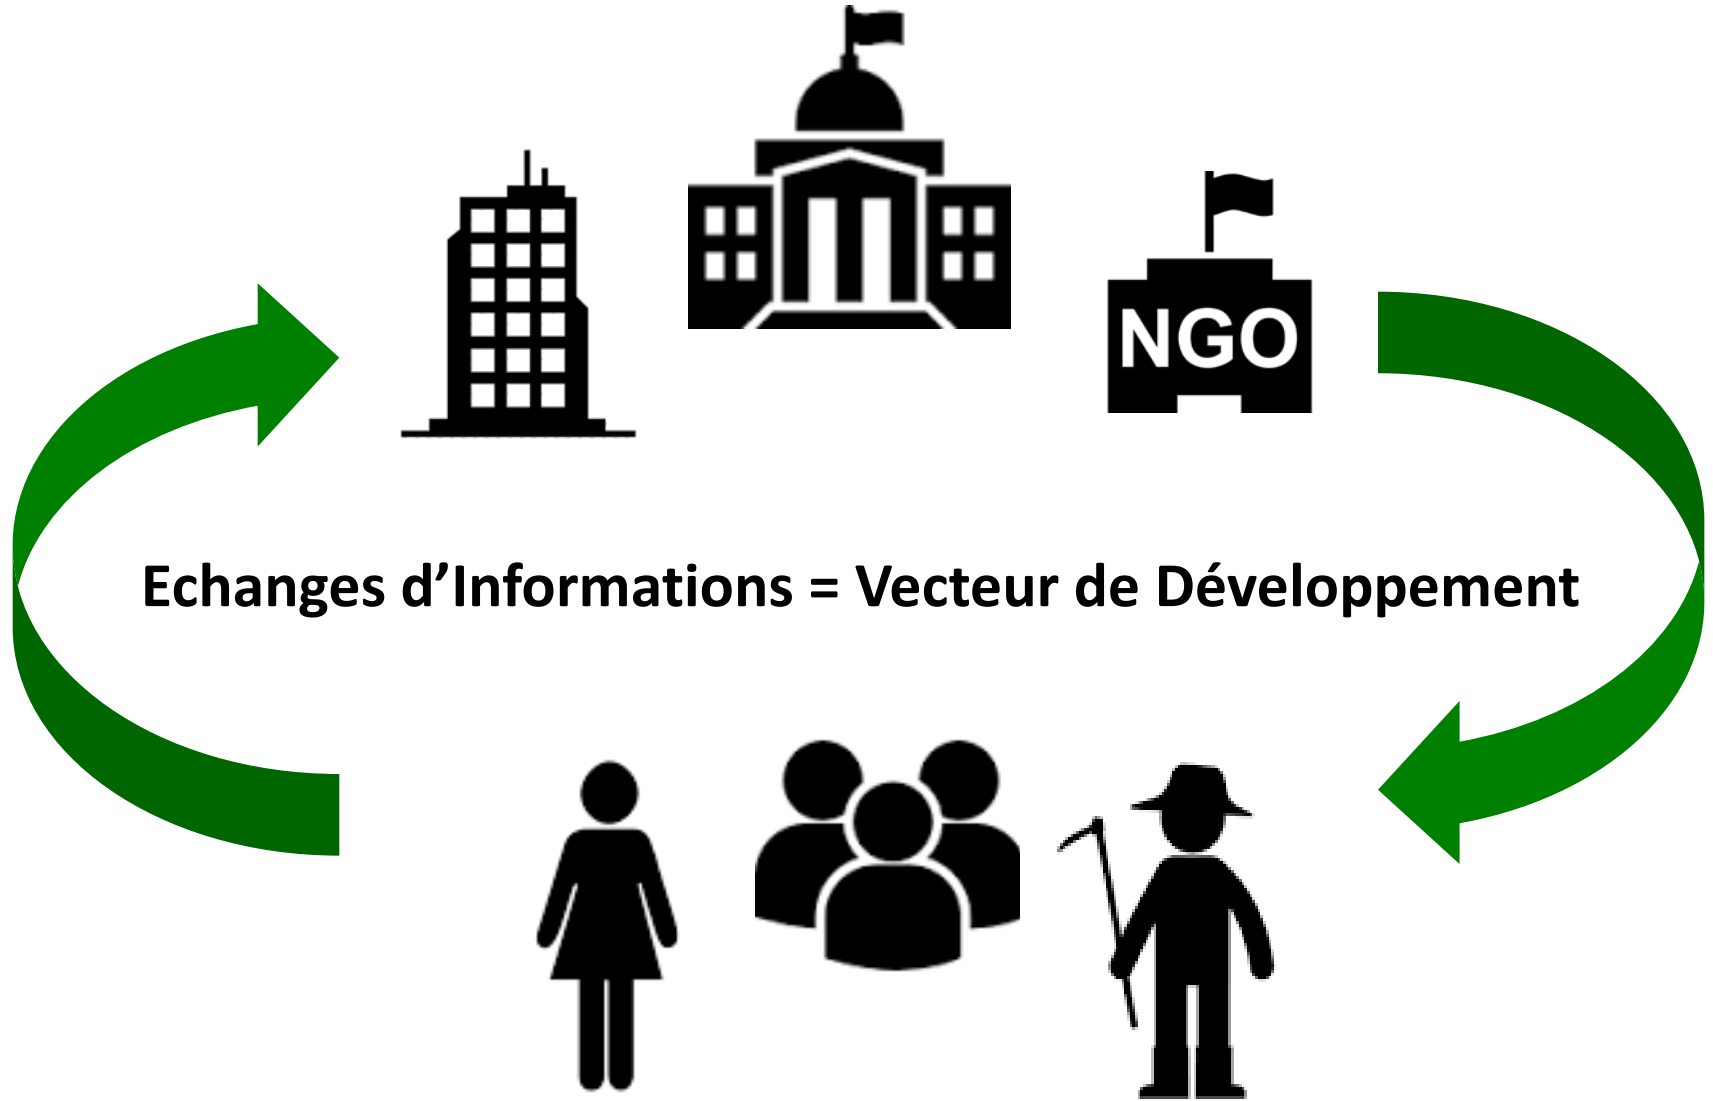 NGO
Echanges d’Informations = Vecteur de Développement